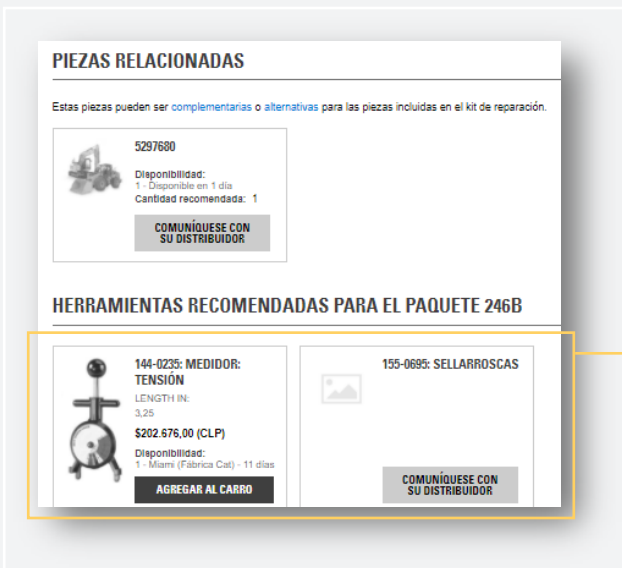 PIEZAS RELACIONADAS
Estas piezas pueden ser complementarias o alternativas para las piezas incluidas en el kit de reparación.
5297680
Disponibilidad:
1 - Disponible en 1 día
Cantidad recomendada: 1
COMUNÍQUESE CON
SU DISTRIBUIDOR
HERRAMIENTAS RECOMENDADAS PARA EL PAQUETE 246B
144-0235: MEDIDOR:
TENSIÓN
LENGTH IN:
3,25
$202.676,00 (CLP)
Disponibilidad:
1 - Miami (Fábrica Cat) - 11 días
AGREGAR AL CARRO
155-0695: SELLARROSCAS
COMUNÍQUESE CON
SU DISTRIBUIDOR